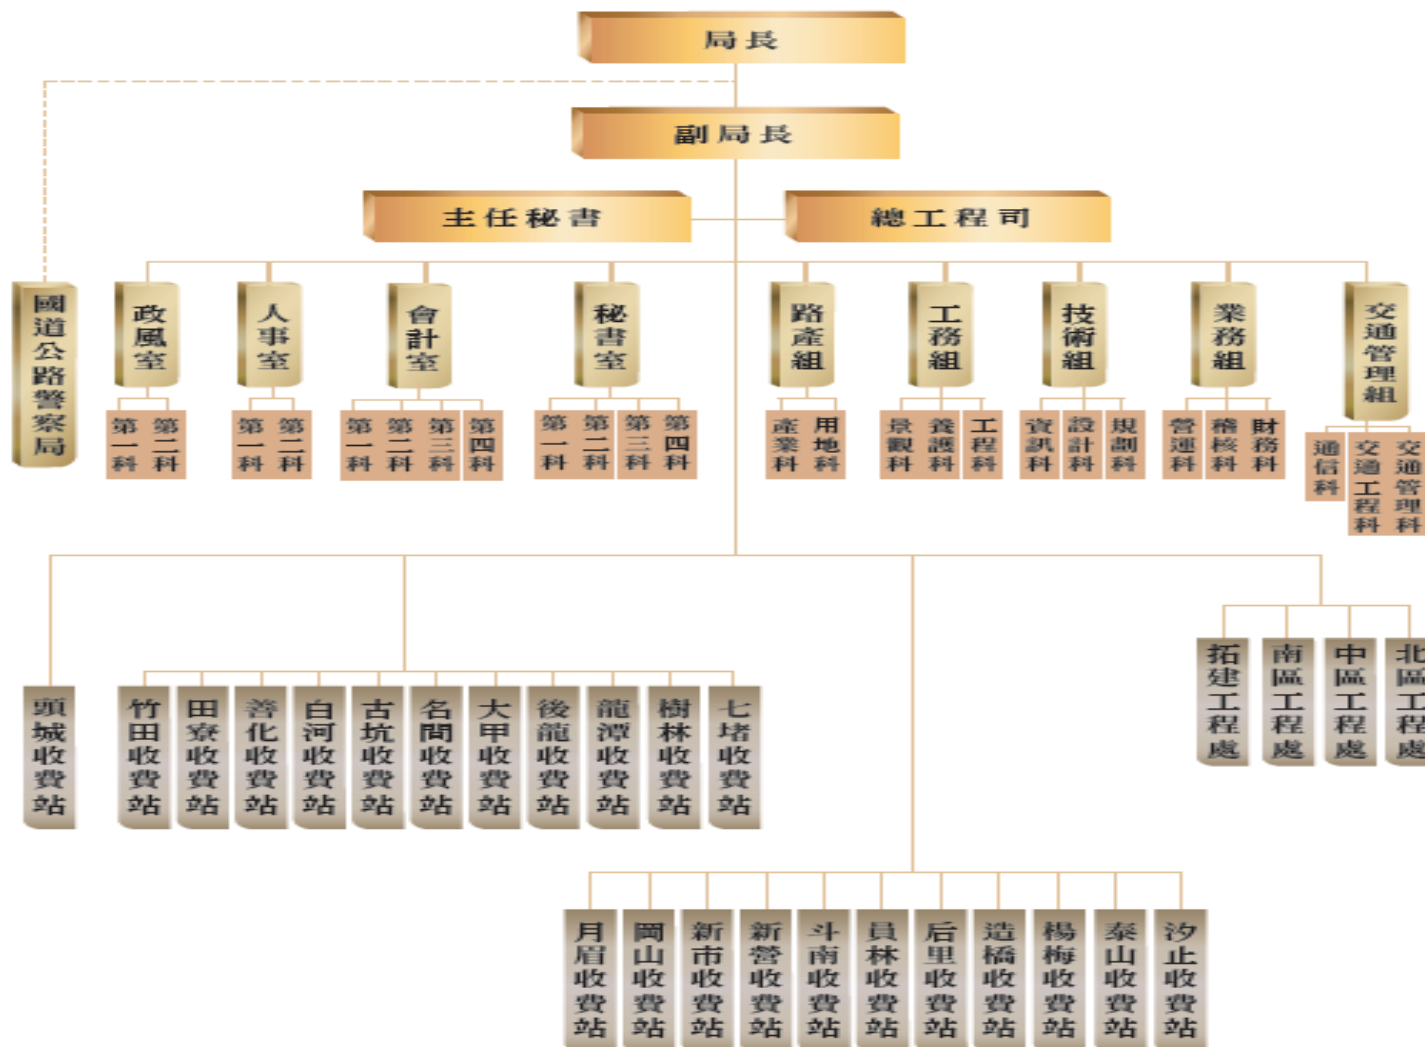 局長
副局長
主任秘書
總工程司
國道公路警察局
政風室
人事室
會計室
秘書室
路產組
工務組
技術組
業務組
交通管理組
第一科
第二科
第一科
第二科
第一科
第二科
第三科
第四科
第一科
第二科
第三科
第四科
產業科
用地科
景觀科
養護科
工程科
資訊科
設計科
規劃科
營運科
稽核科
財務科
通信科
交通工程科
交通管理科
拓建工程處
南區工程處
中區工程處
北區工程處
頭城收費站
竹田收費站
田寮收費站
善化收費站
白河收費站
古坑收費站
名間收費站
大甲收費站
後龍收費站
龍潭收費站
樹林收費站
七堵收費站
月眉收費站
岡山收費站
新市收費站
新營收費站
斗南收費站
員林收費站
后里收費站
造橋收費站
楊梅收費站
泰山收費站
汐止收費站